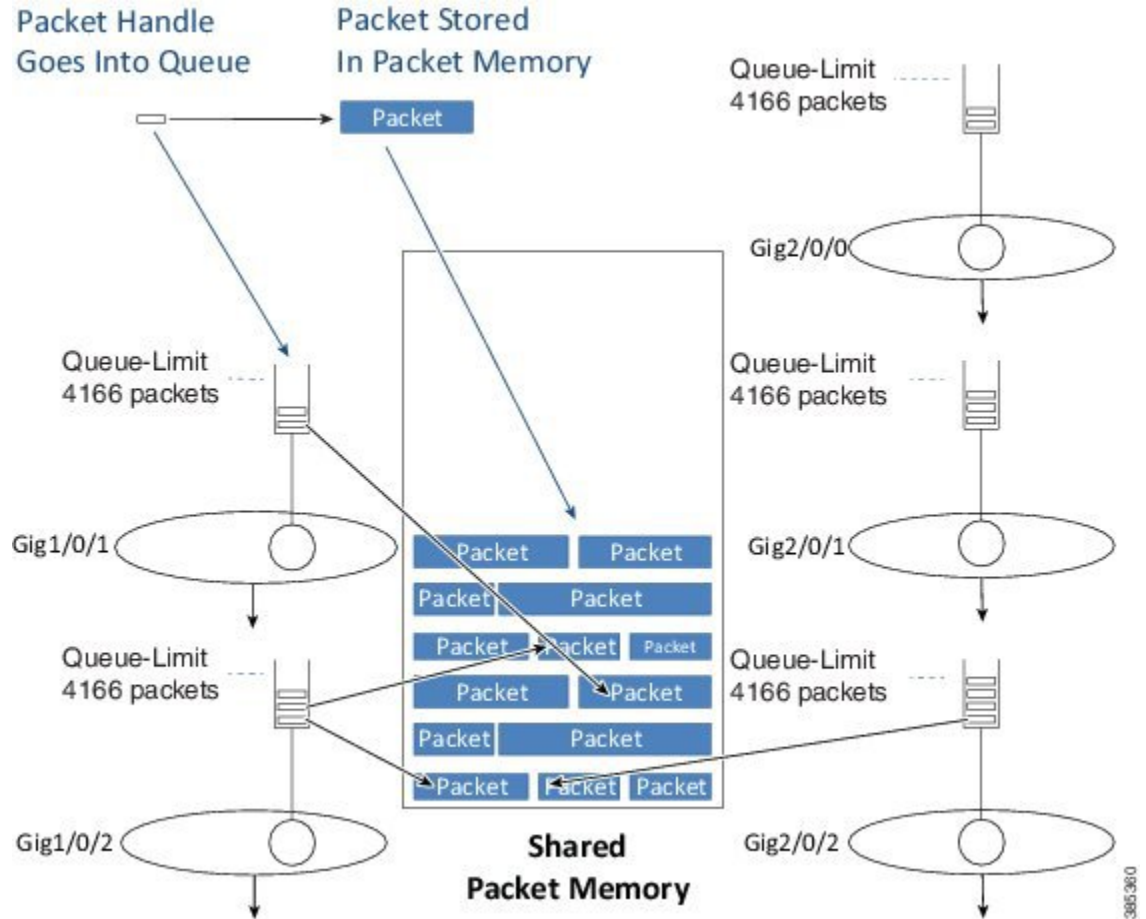 Packet Handle
Goes Into Queue
Packet Stored
In Packet Memory
Packet
Queue-Limit
4166 packets
Gig2/0/0
Queue-Limit
4166 packets
Gig1/0/1
Queue-Limit
4166 packets
Gig2/0/1
Packet Packet
Packet Packet
Packet Packet Packet
Packet Packet
Packet Packet
Packet Packet Packet
Queue-Limit
4166 packets
Gig1/0/2
Queue-Limit
4166 packets
Gig2/0/2
Shared
Packet Memory
385360